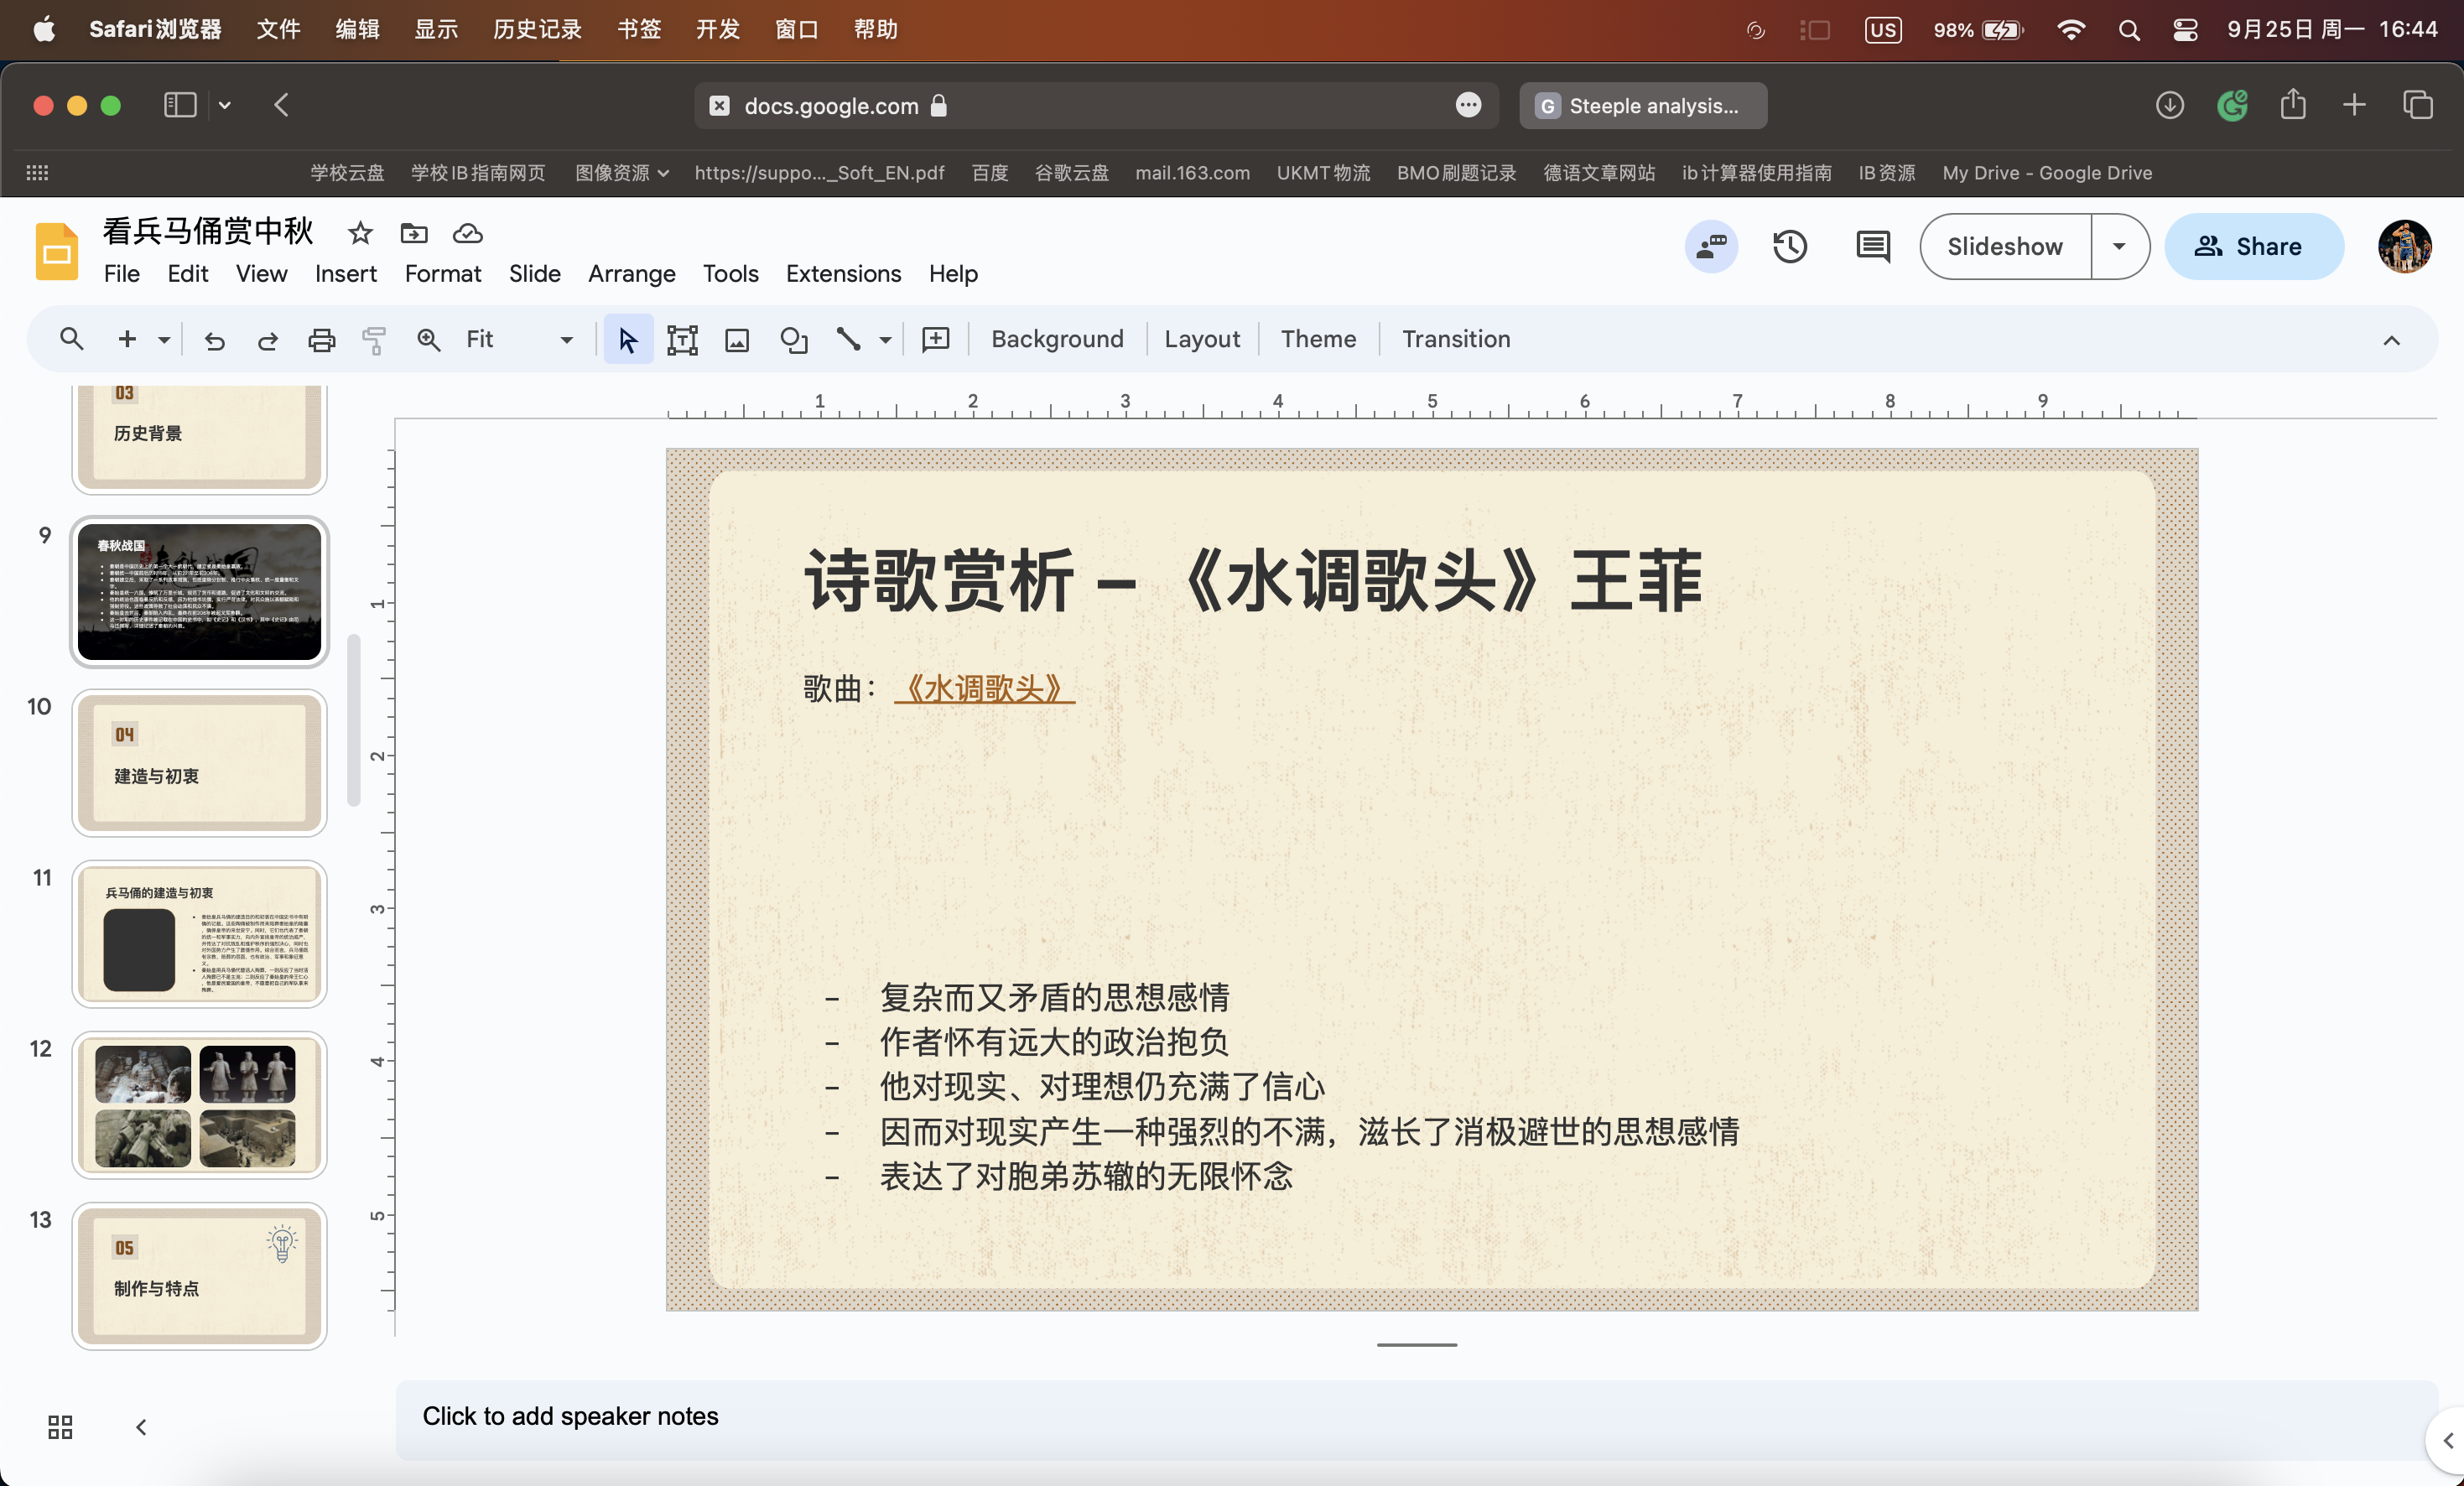 Safari浏览器 文件 编辑 显示 历史记录 书签 开发 窗口 帮助 US 98% 9月25日 周一 16:44
docs.google.com G Steeple analysis...
学校云盘 学校IB指南网页 图像资源 https://suppo..._Soft_EN.pdf 百度 谷歌云盘 mail.163.com UKMT物流 BMO刷题记录 德语文章网站 ib计算器使用指南 IB资源 My Drive - Google Drive
看兵马俑赏中秋
File Edit View Insert Format Slide Arrange Tools Extensions Help
Slideshow Share
Fit Background Layout Theme Transition
03
历史背景
9
春秋战国
10
04
建造与初衷
11
兵马俑的建造与初衷
12
13
05
制作与特点
1 2 3 4 5 6 7 8 9
1
2
3
4
5
诗歌赏析 – 《水调歌头》王菲
歌曲：《水调歌头》
- 复杂而又矛盾的思想感情
- 作者怀有远大的政治抱负
- 他对现实、对理想仍充满了信心
- 因而对现实产生一种强烈的不满，滋长了消极避世的思想感情
- 表达了对胞弟苏辙的无限怀念
Click to add speaker notes